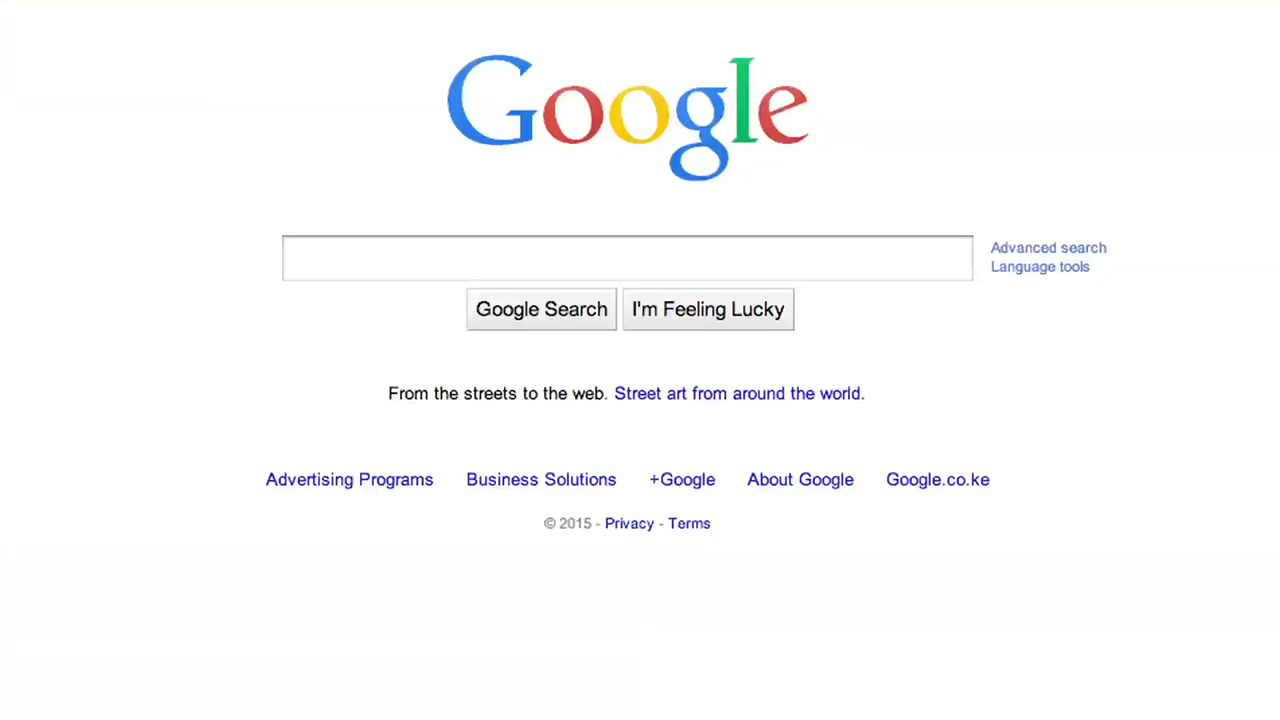 Google
Advanced search
Language tools
Google Search I'm Feeling Lucky
From the streets to the web. Street art from around the world.
Advertising Programs Business Solutions +Google About Google Google.co.ke
© 2015 - Privacy - Terms